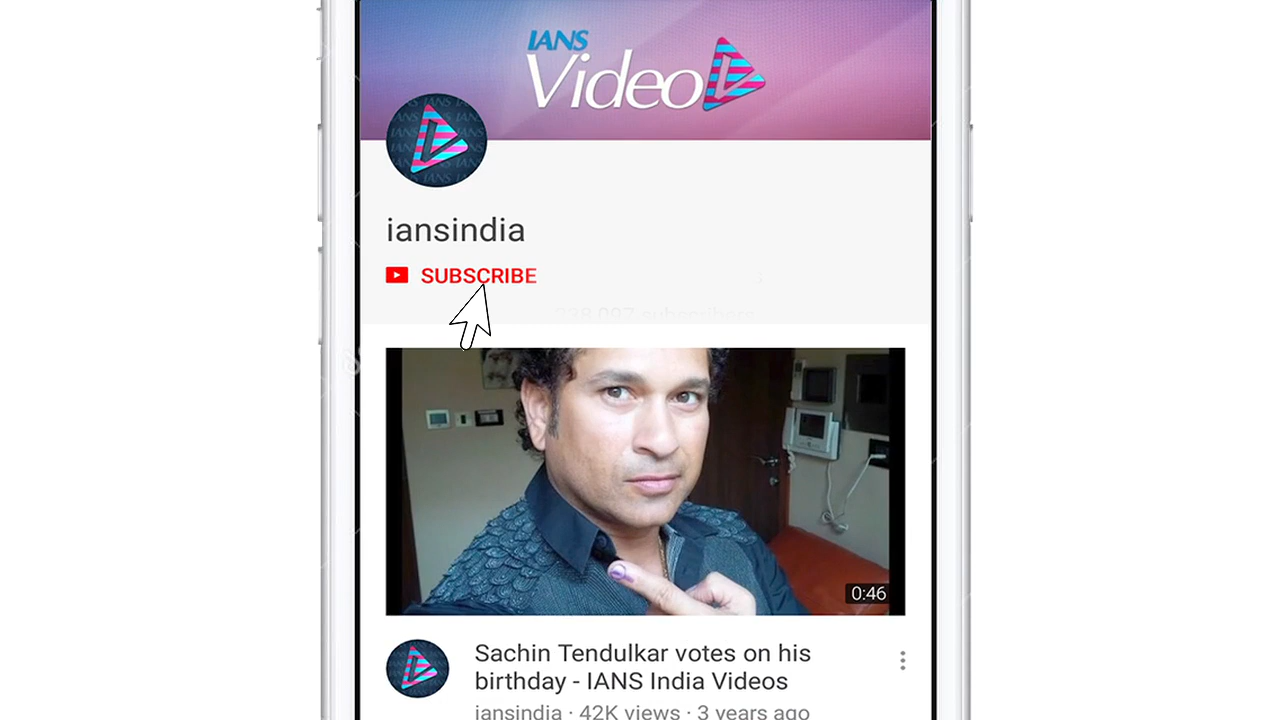 IANS
Video
iansindia
SUBSCRIBE
0:46
Sachin Tendulkar votes on his
birthday - IANS India Videos
iansindia · 42K views · 3 years ago